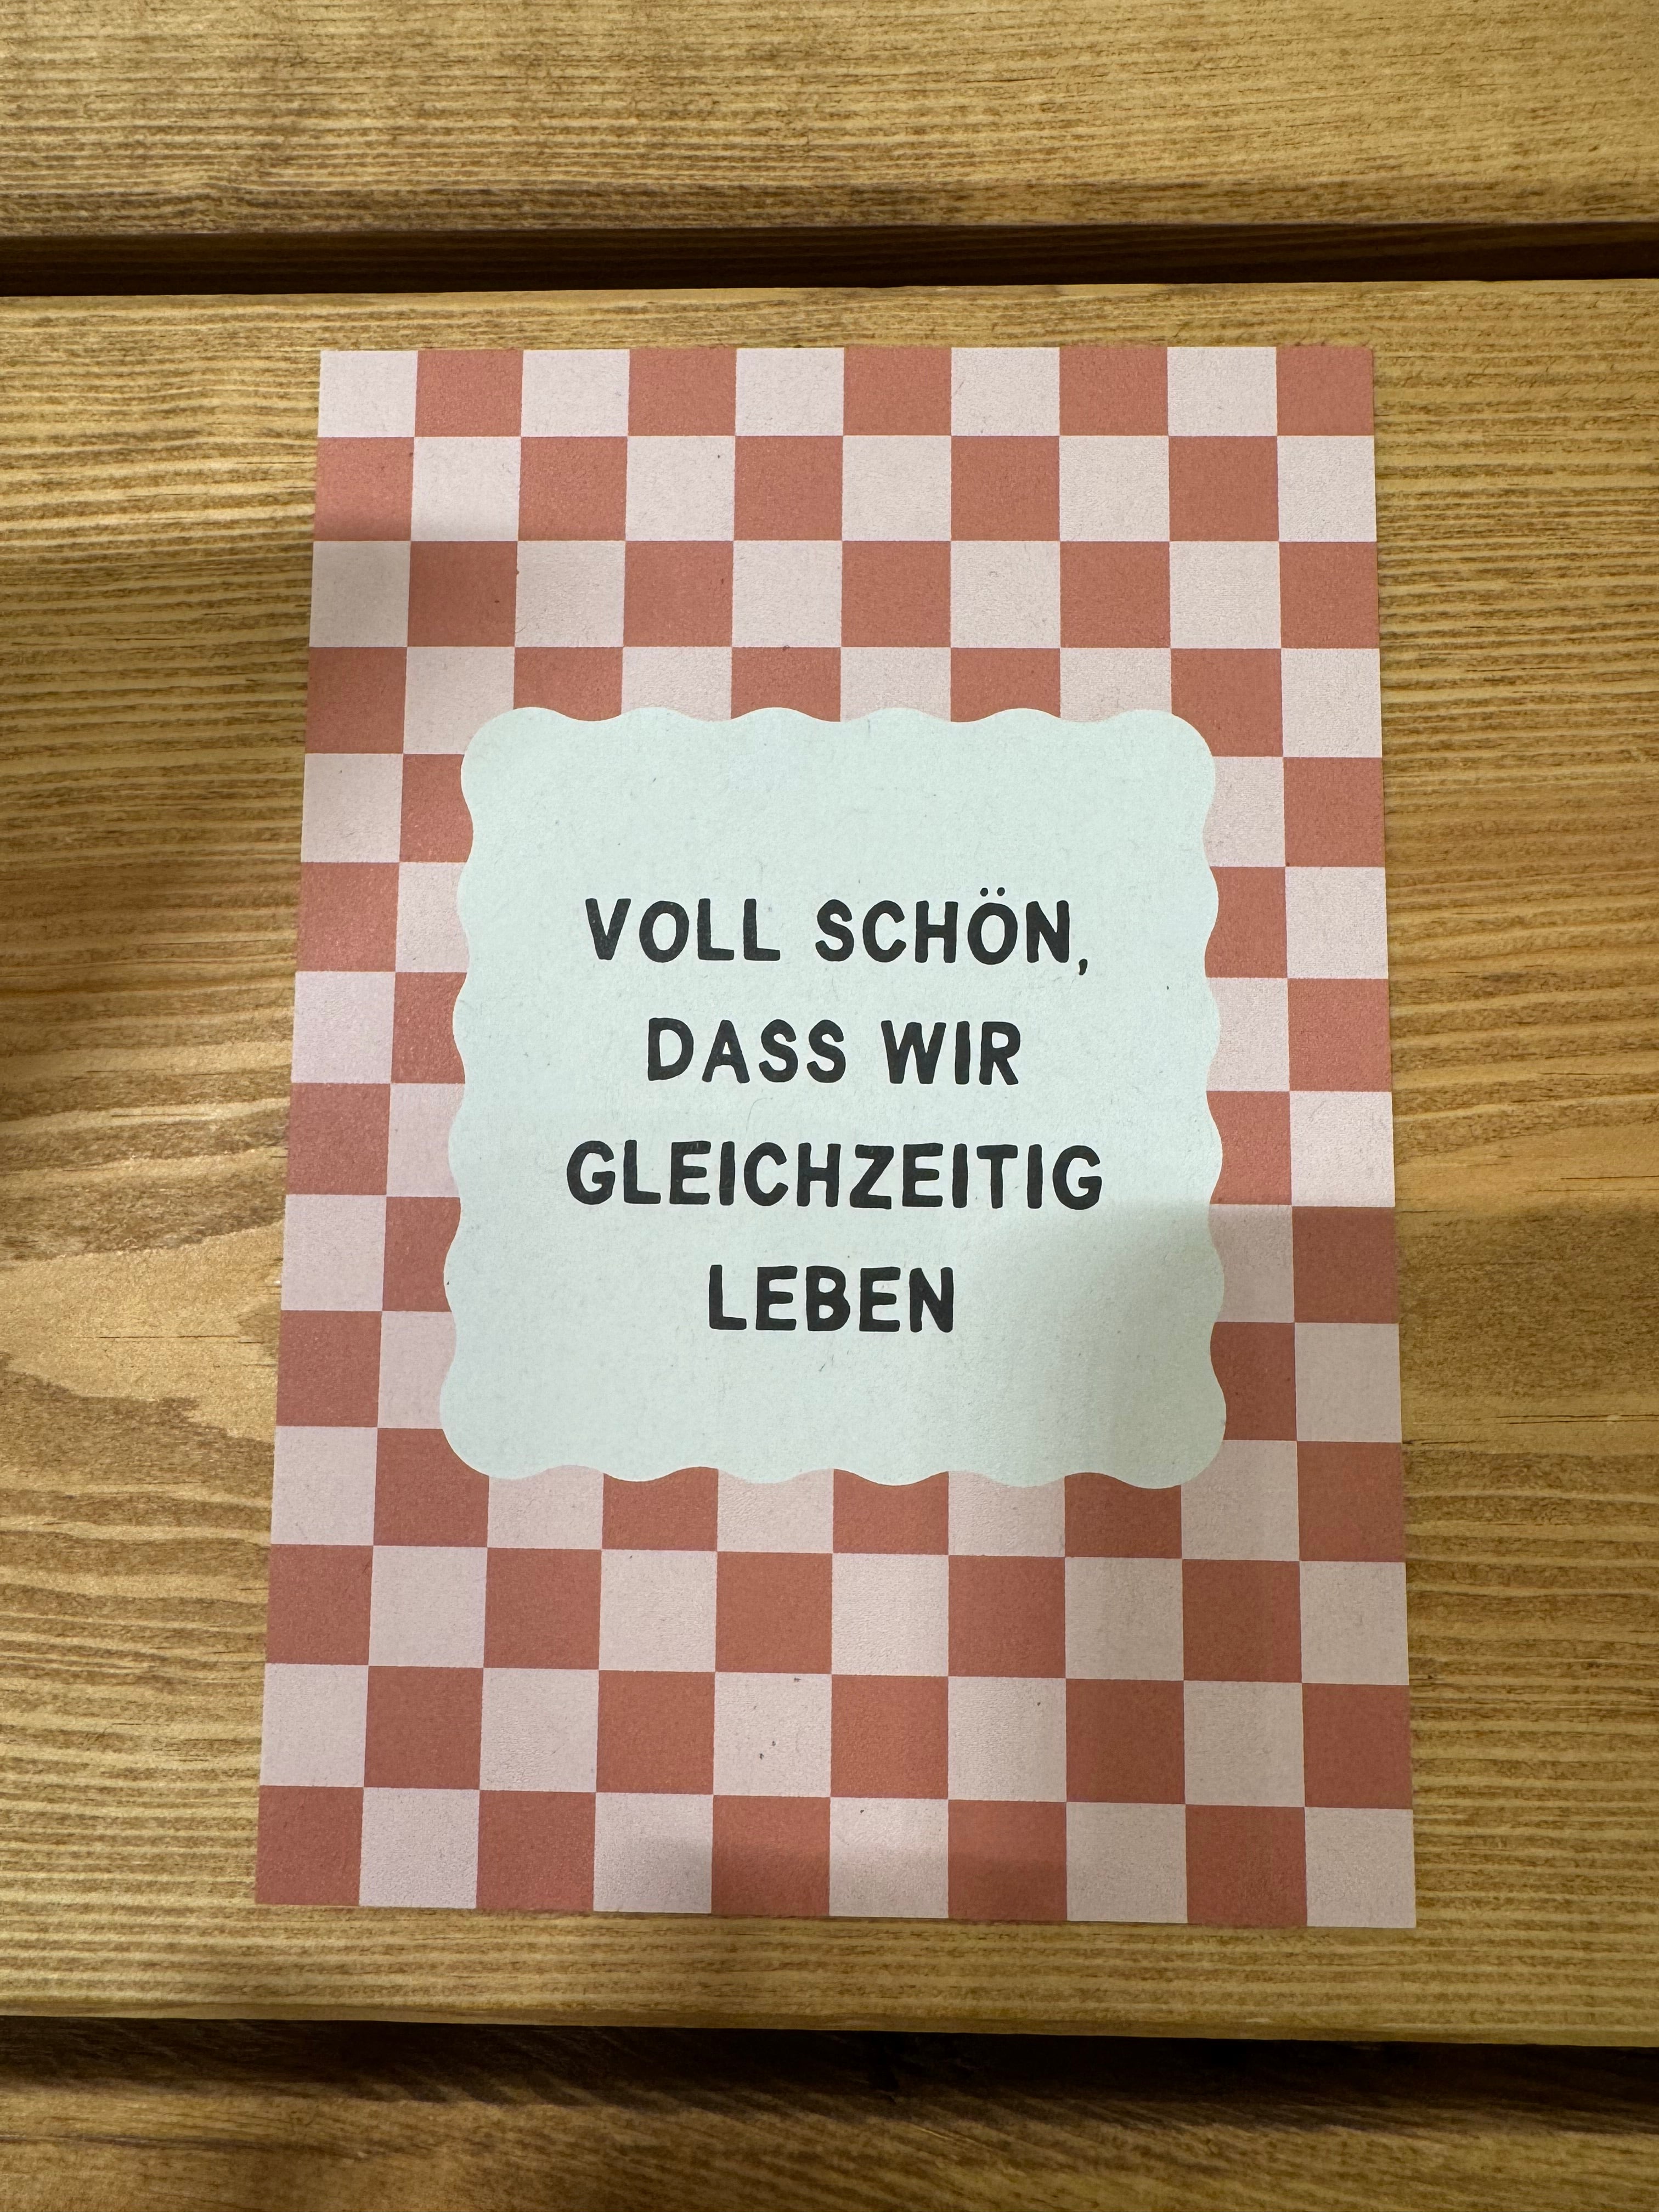 VOLL SCHÖN,
DASS WIR
GLEICHZEITIG
LEBEN